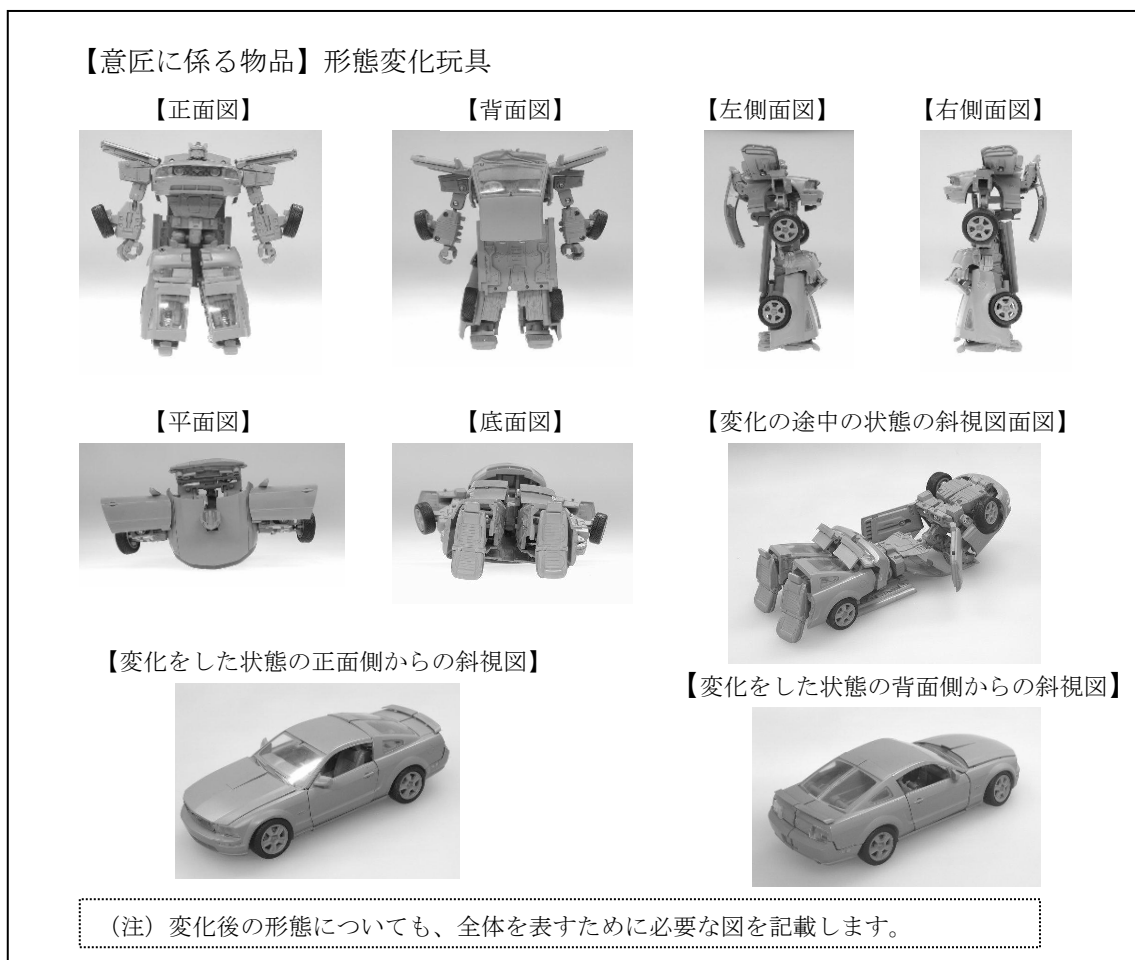 【意匠に係る物品】形態変化玩具
【正面図】
【背面図】
【左側面図】
【右側面図】
【平面図】
【底面図】
【変化の途中の状態の斜視図面図】
【変化をした状態の正面側からの斜視図】
【変化をした状態の背面側からの斜視図】
（注）変化後の形態についても、全体を表すために必要な図を記載します。